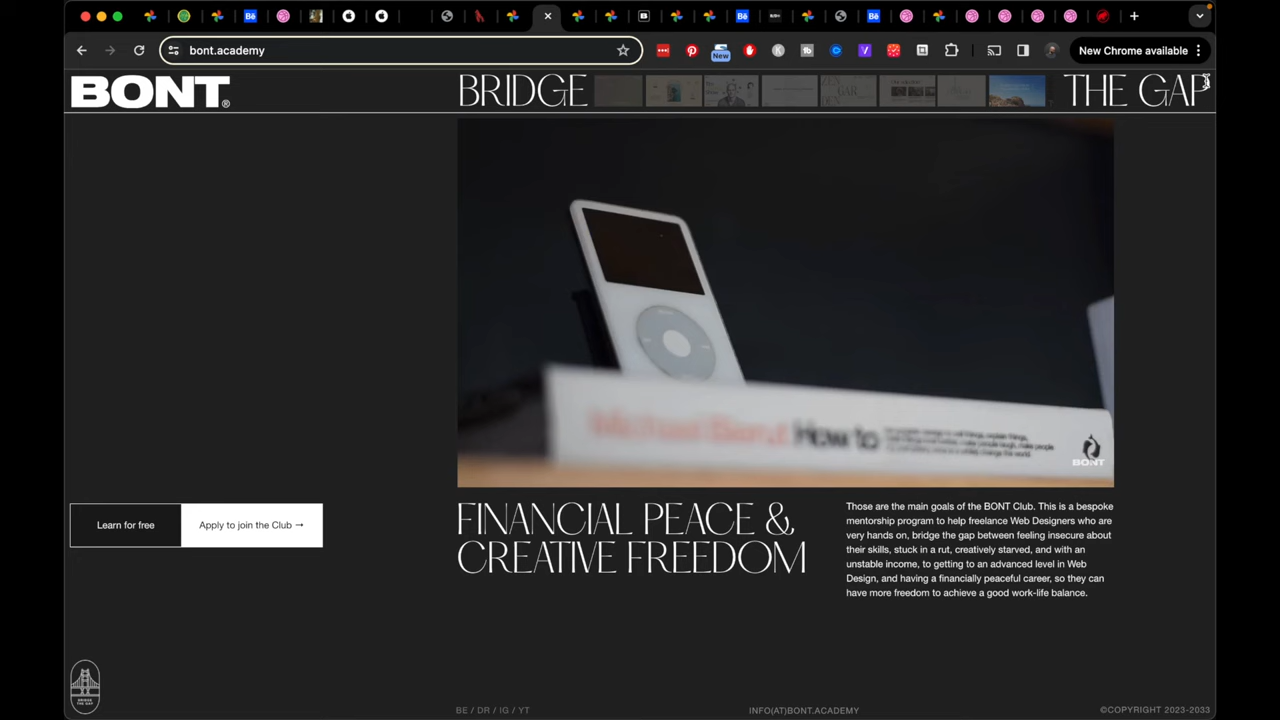 bont.academy
New
New Chrome available
BONT®
BRIDGE
THE GAP
How to
BONT
Learn for free
Apply to join the Club →
FINANCIAL PEACE &
CREATIVE FREEDOM
Those are the main goals of the BONT Club. This is a bespoke
mentorship program to help freelance Web Designers who are
very hands on, bridge the gap between feeling insecure about
their skills, stuck in a rut, creatively starved, and with an
unstable income, to getting to an advanced level in Web
Design, and having a financially peaceful career, so they can
have more freedom to achieve a good work-life balance.
BRIDGE
THE GAP
BE / DR / IG / YT
INFO(AT)BONT.ACADEMY
©COPYRIGHT 2023-2033